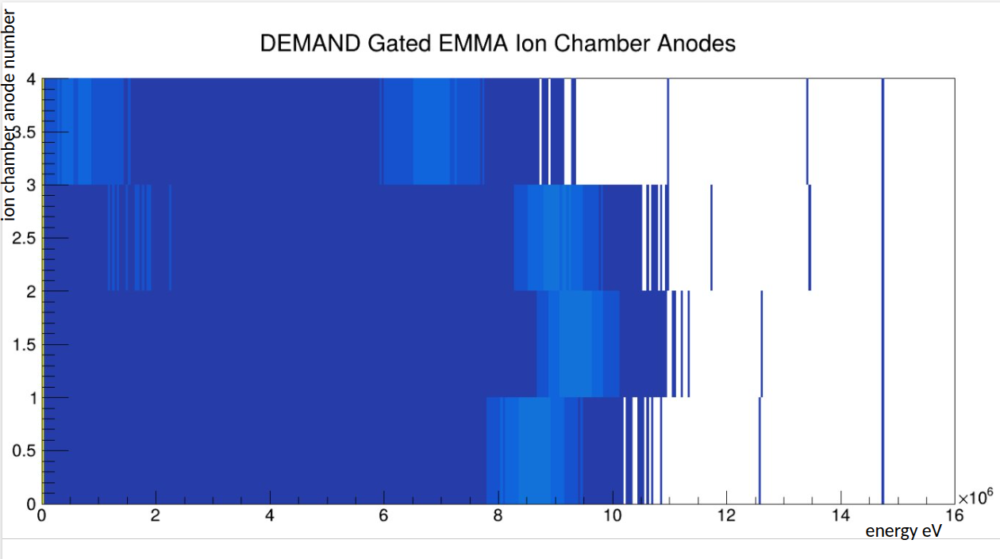 DEMAND Gated EMMA Ion Chamber Anodes
ion chamber anode number
4
3.5
3
2.5
2
1.5
1
0.5
0
0 2 4 6 8 10 12 14 16
×10⁶
energy eV